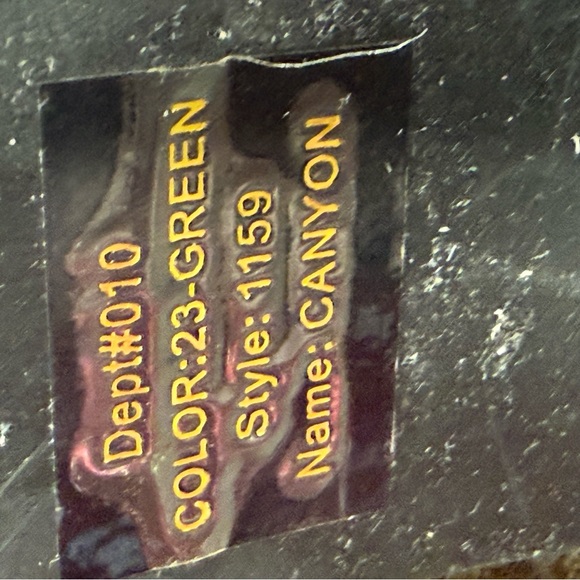 Dept#010
COLOR:23-GREEN
Style: 1159
Name: CANYON